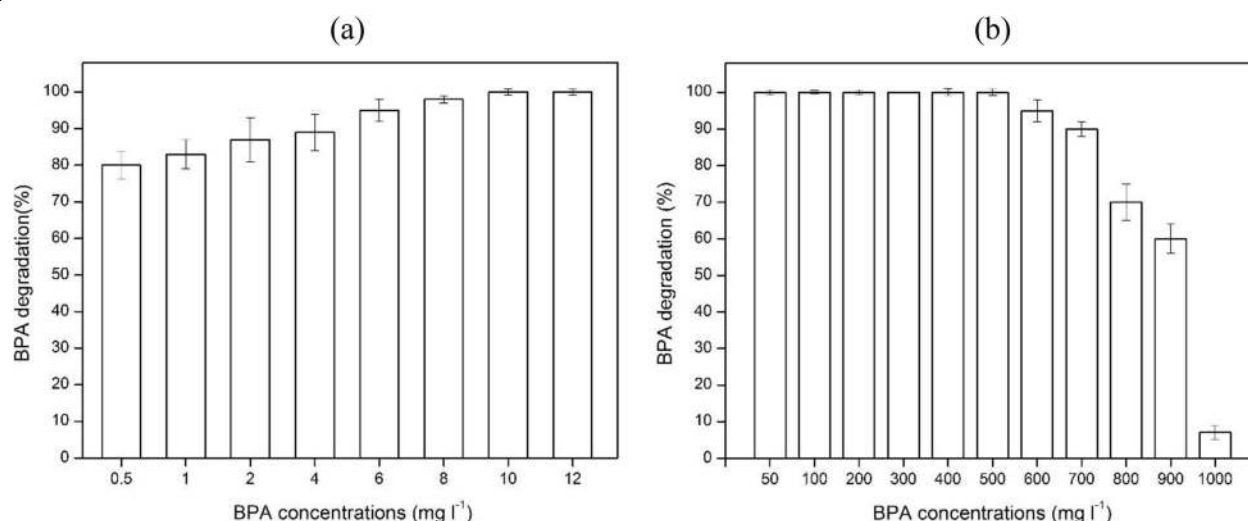 (a)
100
90
80
70
60
50
40
30
20
10
0
BPA degradation(%)
0.5 1 2 4 6 8 10 12
BPA concentrations (mg l⁻¹)
(b)
100
90
80
70
60
50
40
30
20
10
0
BPA degradation (%)
50 100 200 300 400 500 600 700 800 900 1000
BPA concentrations (mg l⁻¹)